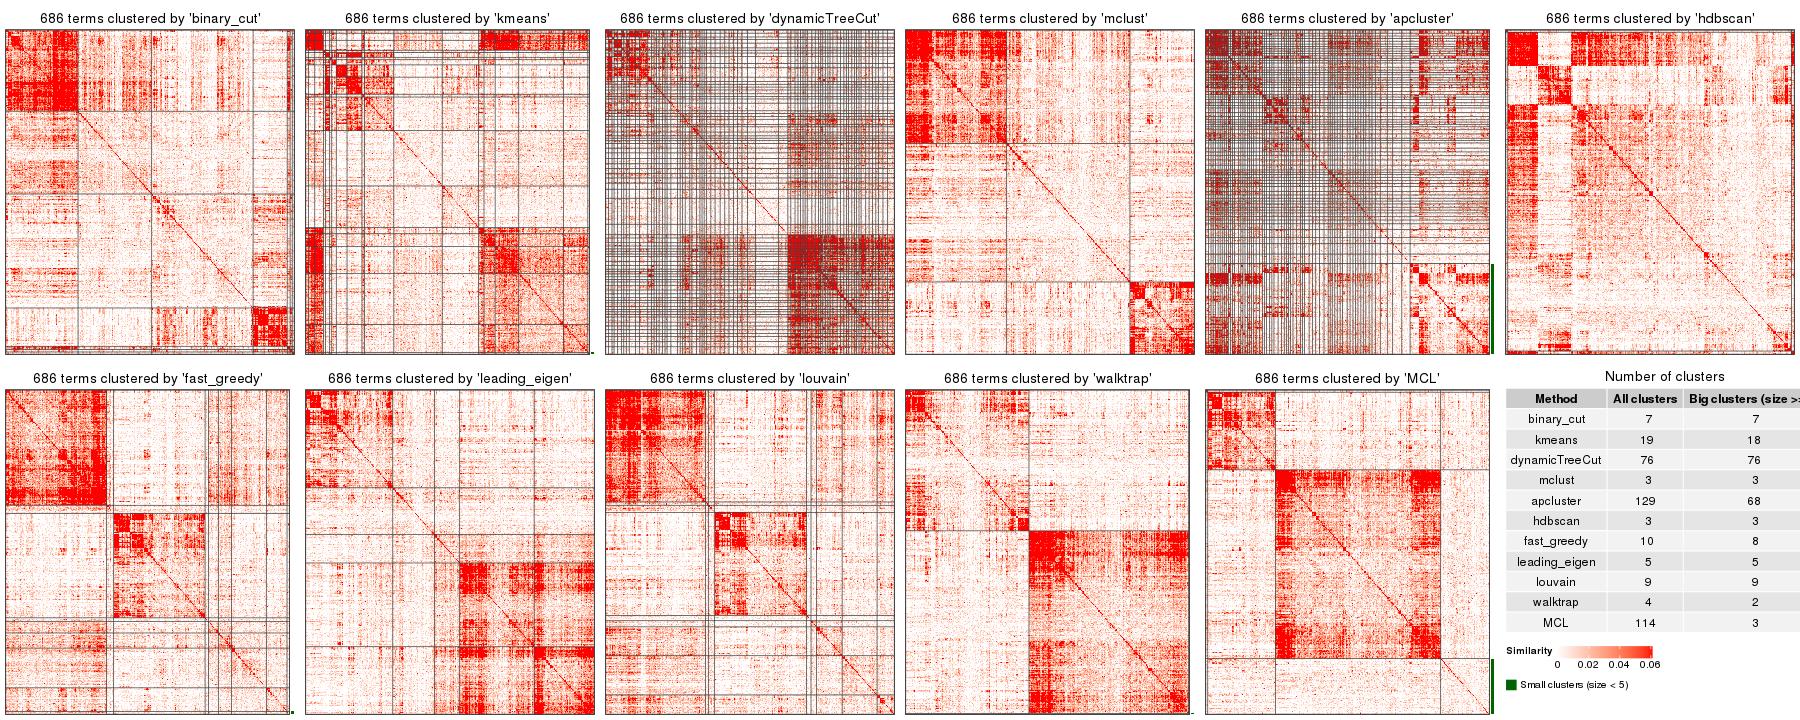 686 terms clustered by 'binary_cut'
686 terms clustered by 'kmeans'
686 terms clustered by 'dynamicTreeCut'
686 terms clustered by 'mclust'
686 terms clustered by 'apcluster'
686 terms clustered by 'hdbscan'
686 terms clustered by 'fast_greedy'
686 terms clustered by 'leading_eigen'
686 terms clustered by 'louvain'
686 terms clustered by 'walktrap'
686 terms clustered by 'MCL'
Number of clusters
Method All clusters Big clusters (size >=
binary_cut 7 7
kmeans 19 18
dynamicTreeCut 76 76
mclust 3 3
apcluster 129 68
hdbscan 3 3
fast_greedy 10 8
leading_eigen 5 5
louvain 9 9
walktrap 4 2
MCL 114 3
Similarity
0 0.02 0.04 0.06
Small clusters (size < 5)